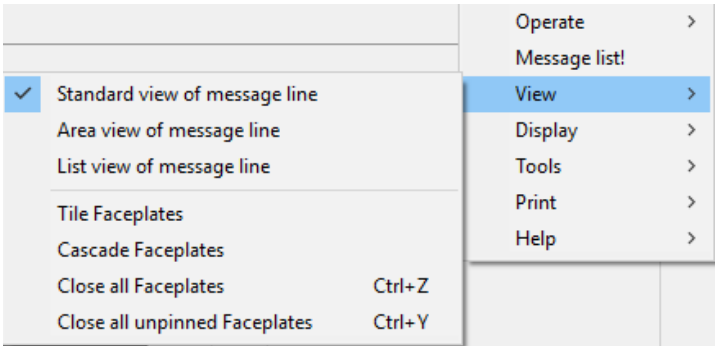 Operate
Message list!
View
Display
Tools
Print
Help
Standard view of message line
Area view of message line
List view of message line
Tile Faceplates
Cascade Faceplates
Close all Faceplates Ctrl+Z
Close all unpinned Faceplates Ctrl+Y